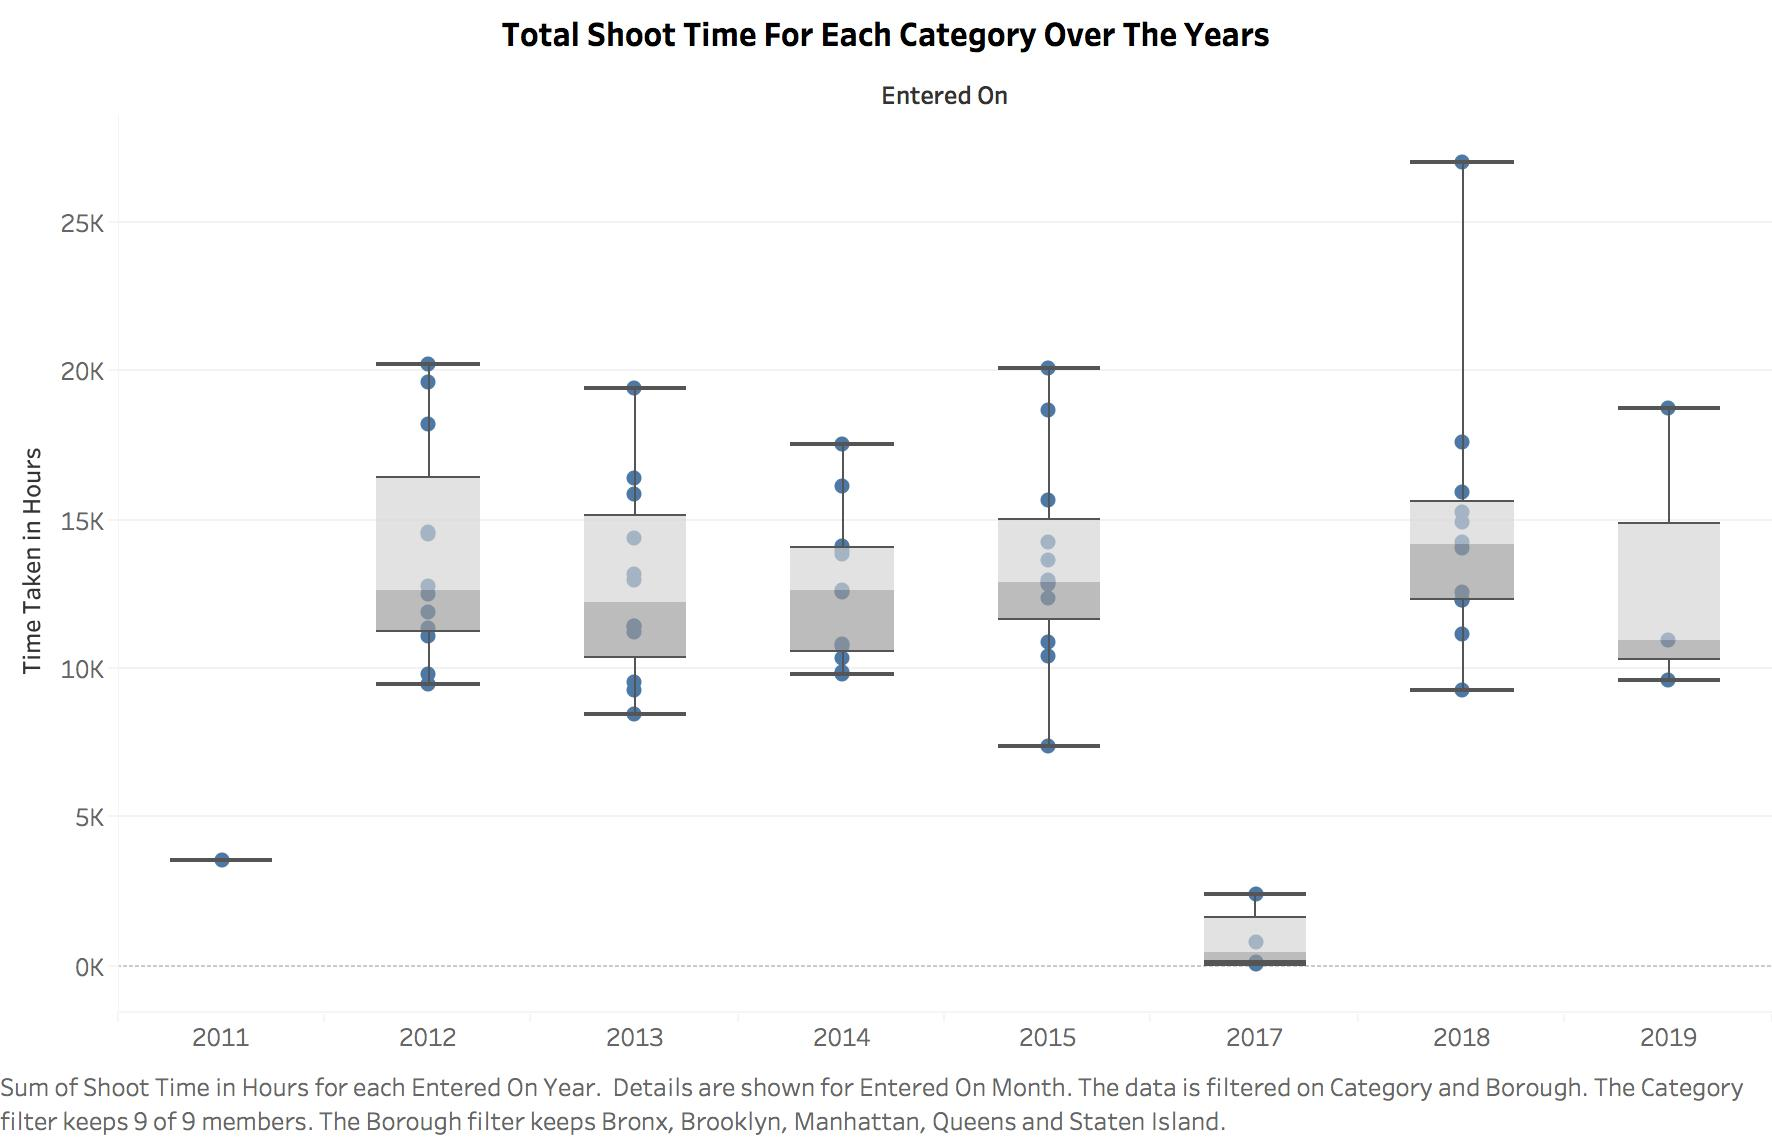 Total Shoot Time For Each Category Over The Years
Entered On
Time Taken in Hours
25K
20K
15K
10K
5K
0K
2011 2012 2013 2014 2015 2017 2018 2019
Sum of Shoot Time in Hours for each Entered On Year.  Details are shown for Entered On Month. The data is filtered on Category and Borough. The Category
filter keeps 9 of 9 members. The Borough filter keeps Bronx, Brooklyn, Manhattan, Queens and Staten Island.